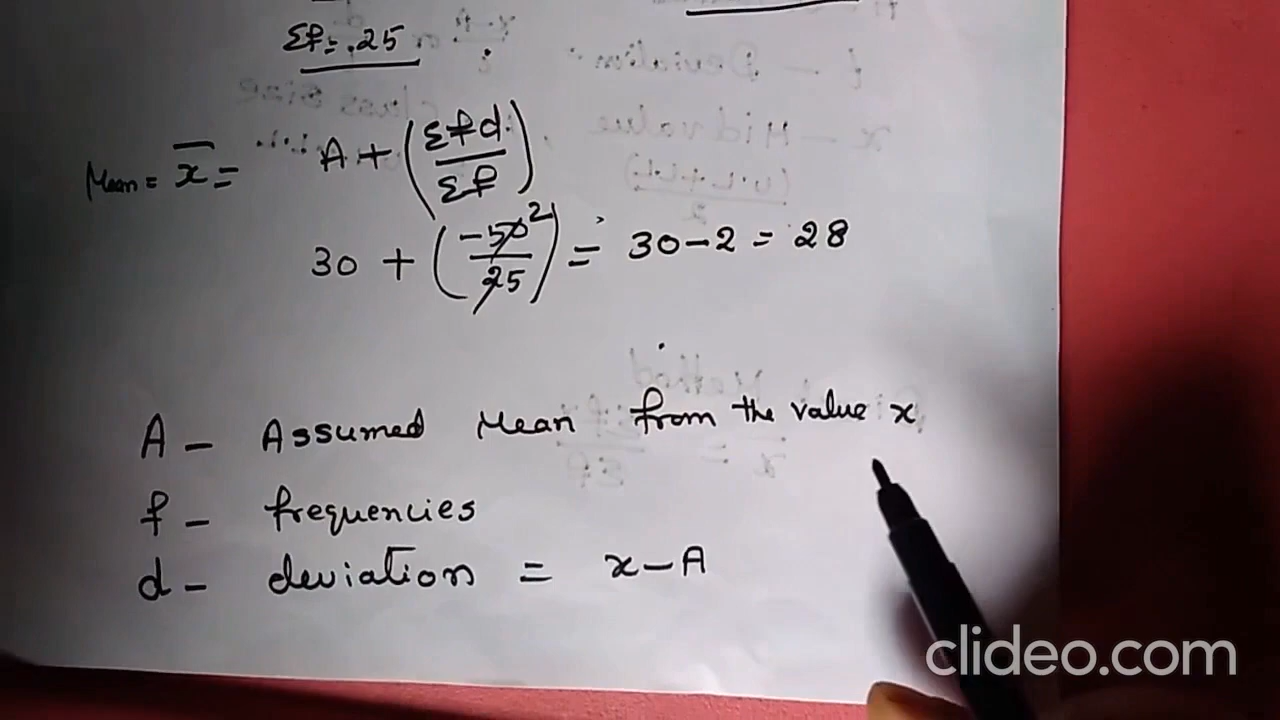 Σf = .25
Mean = x̄ = A + (Σfd / Σf)
30 + (-50 2 / 25) = 30 - 2 = 28
A - Assumed Mean from the value x
f - frequencies
d - deviation = x - A
clideo.com